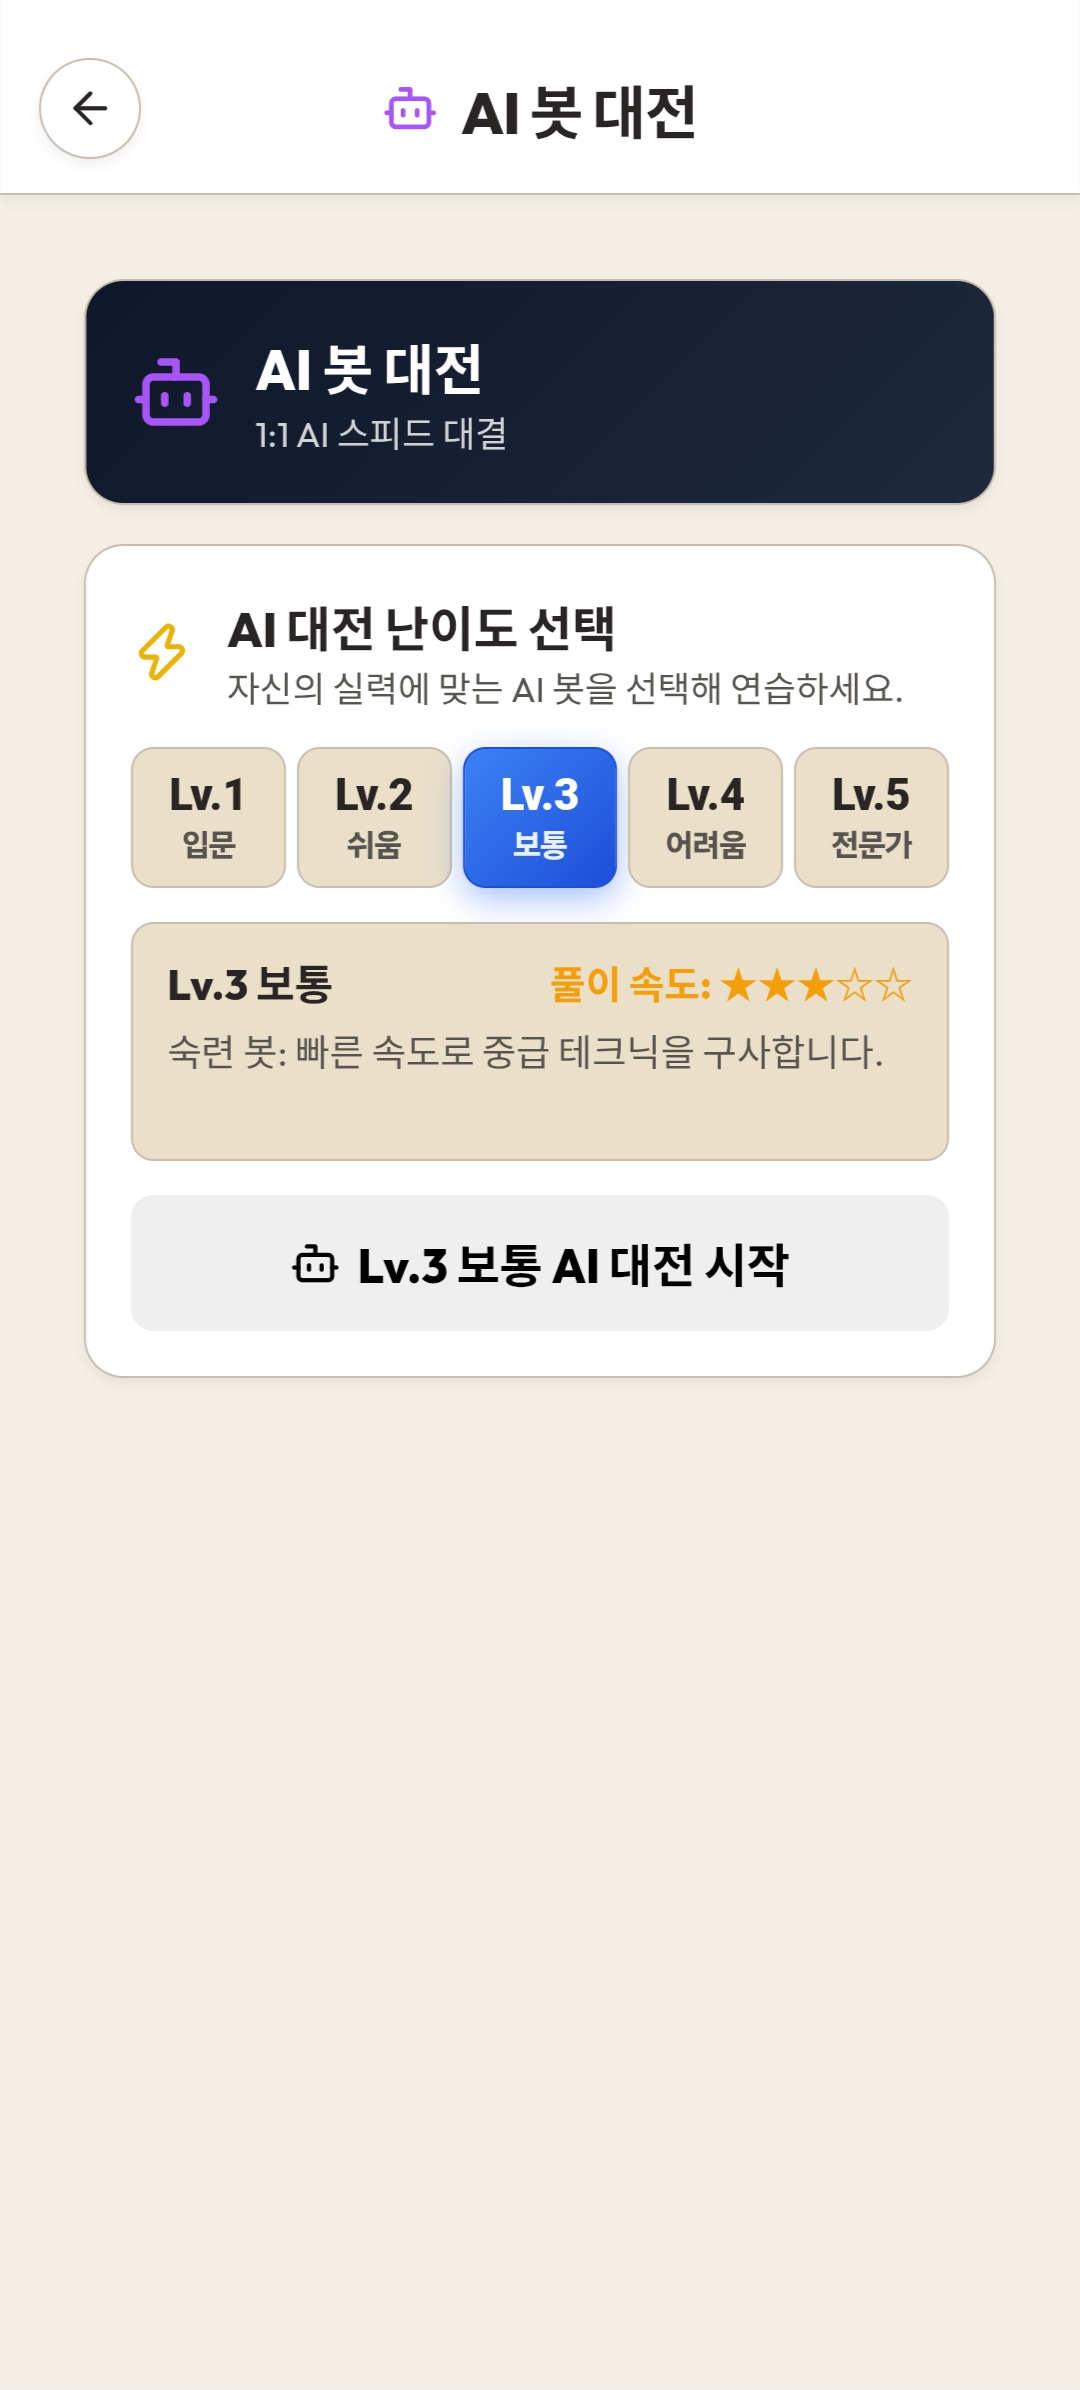 AI 봇 대전
AI 봇 대전
1:1 AI 스피드 대결
AI 대전 난이도 선택
자신의 실력에 맞는 AI 봇을 선택해 연습하세요.
Lv.1
입문
Lv.2
쉬움
Lv.3
보통
Lv.4
어려움
Lv.5
전문가
Lv.3 보통
풀이 속도: ★★★☆☆
숙련 봇: 빠른 속도로 중급 테크닉을 구사합니다.
Lv.3 보통 AI 대전 시작